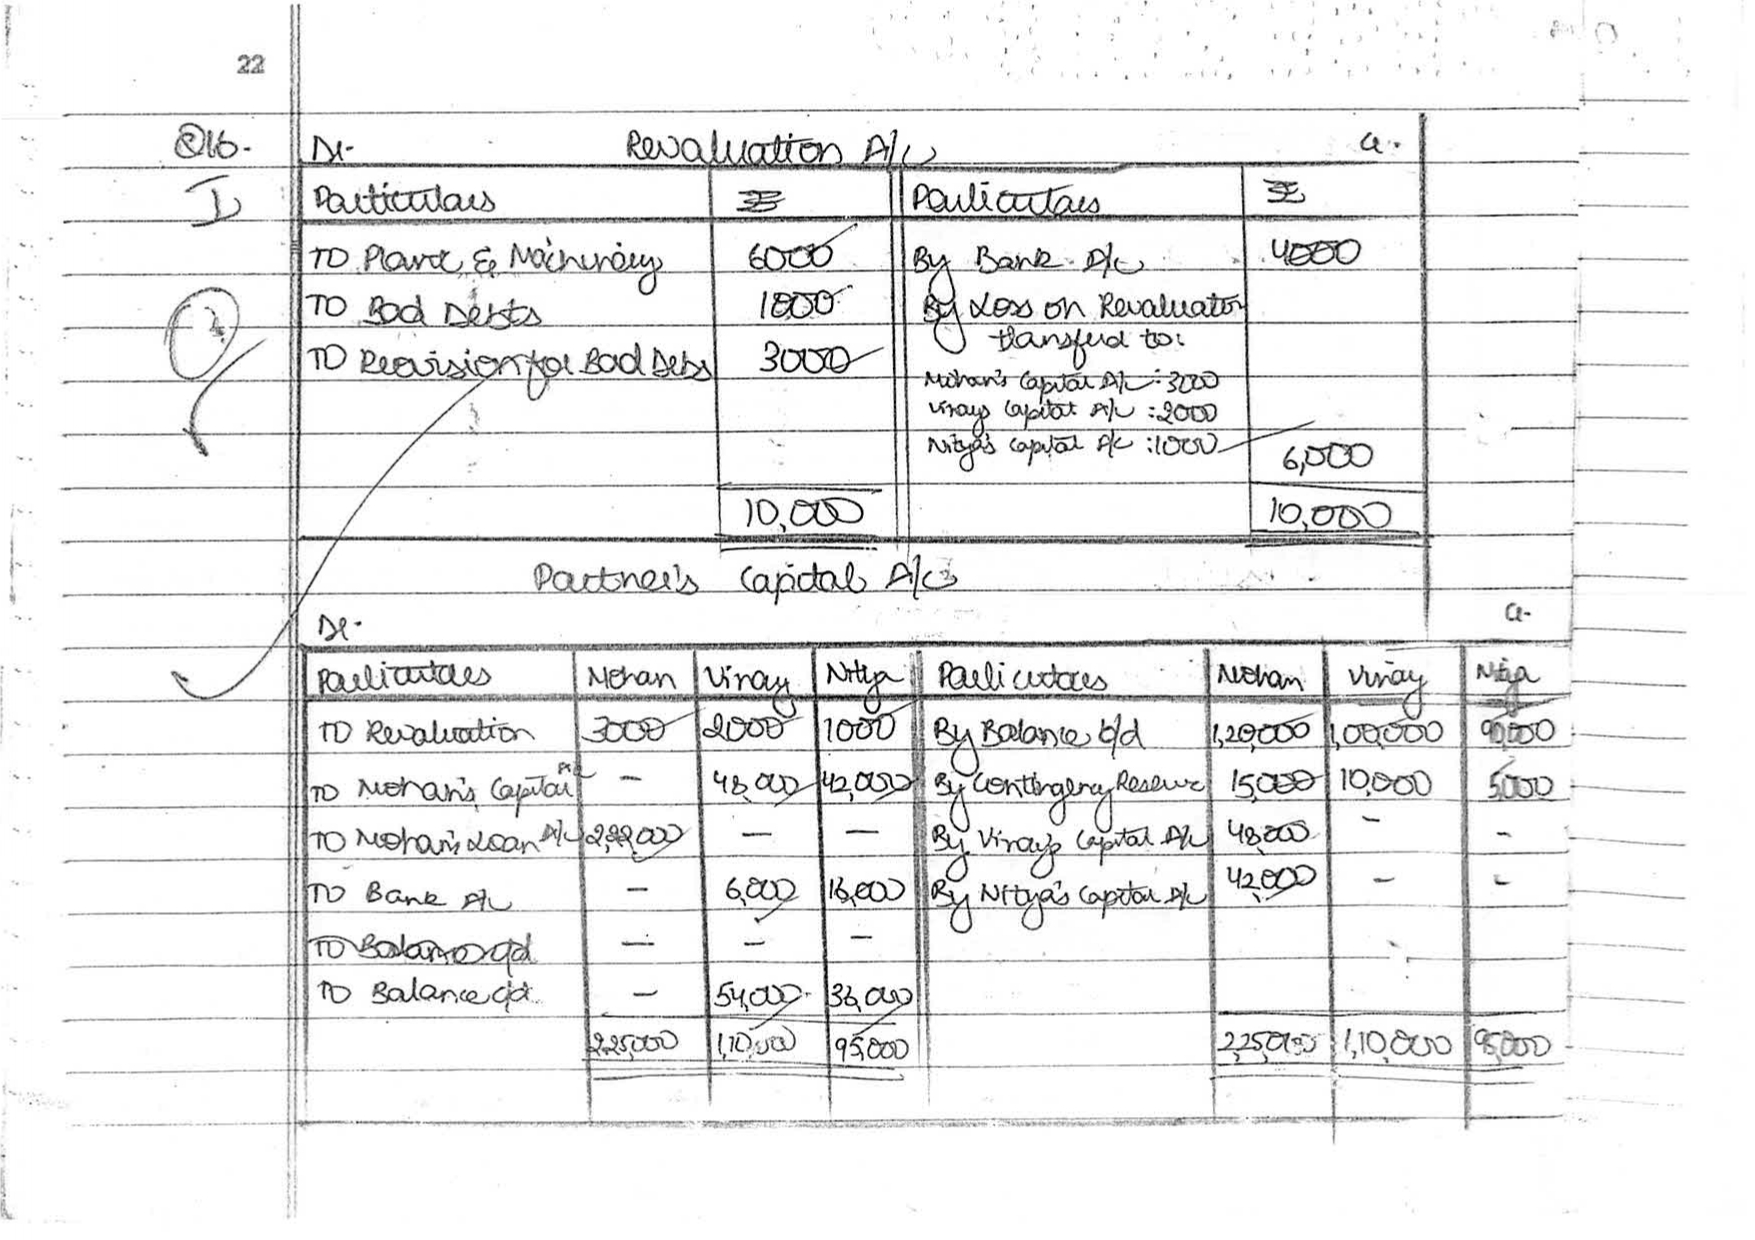 22
Q16. Dr. Revaluation A/c Cr.
I Particulars ₹ Particulars ₹
To Plant & Machinery 6000 By Bank A/c 4000
To Bad Debts 1000 By Loss on Revaluation
transferd to:
To Provision for Bad Debts 3000
Mohan's Capital A/c : 3000
Vinay's Capital A/c : 2000
Nitya's Capital A/c : 1000 6,000
10,000 10,000
Partner's Capital A/c
Dr. Cr.
Particulars Mohan Vinay Nitya Particulars Mohan Vinay Nitya
To Revaluation 3000 2000 1000 By Balance b/d 1,20,000 1,00,000 90,000
To Mohan's Capital A/c – 48,000 42,000 By Contingency Reserve 15,000 10,000 5,000
To Mohan's Loan A/c 2,22,000 – – By Vinay's Capital A/c 48,000 – –
To Bank A/c – 6,000 16,000 By Nitya's Capital A/c 42,000 – –
To Balance c/d – – –
To Balance c/d – 54,000 36,000
2,25,000 1,10,000 95,000 2,25,000 1,10,000 95,000